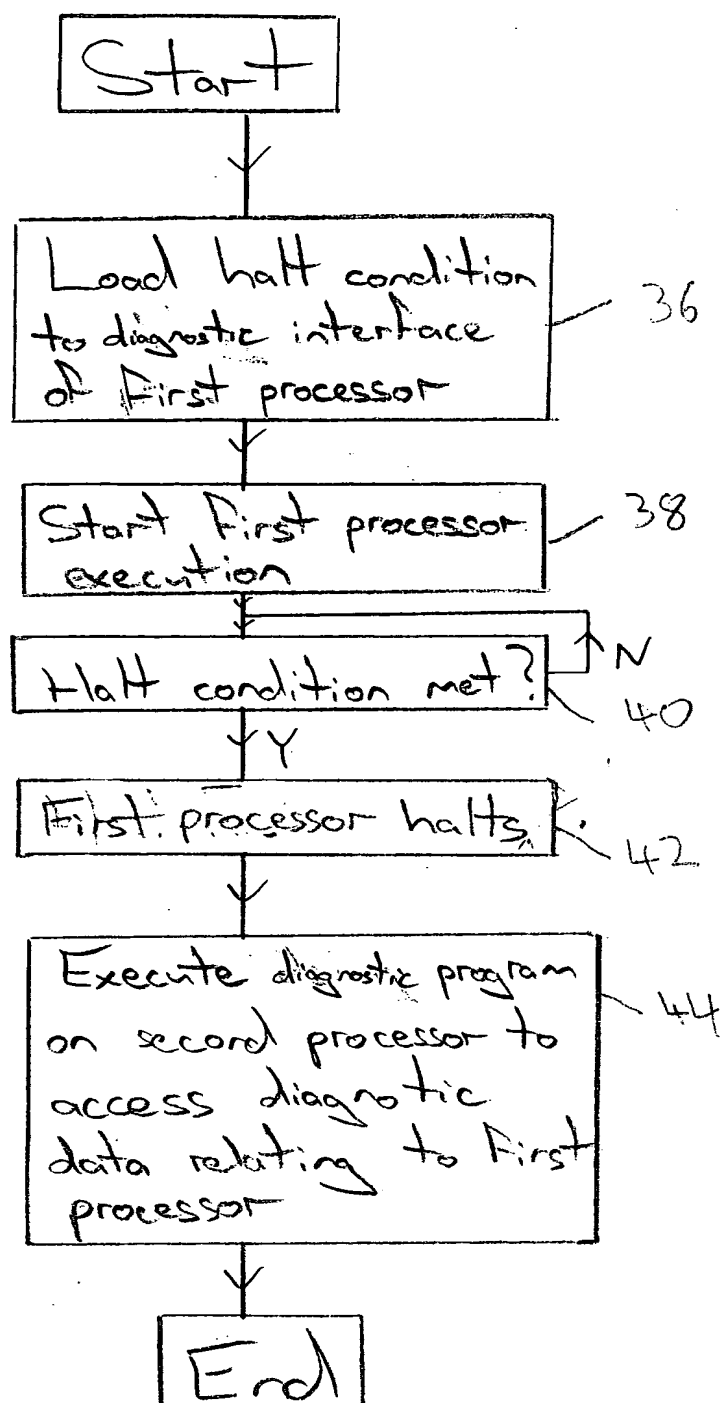 Start
Load halt condition
to diagnostic interface
of first processor
36
Start first processor
execution
38
Halt condition met?
N
40
Y
First processor halts
42
Execute diagnostic program
on second processor to
access diagnostic
data relating to first
processor
44
End